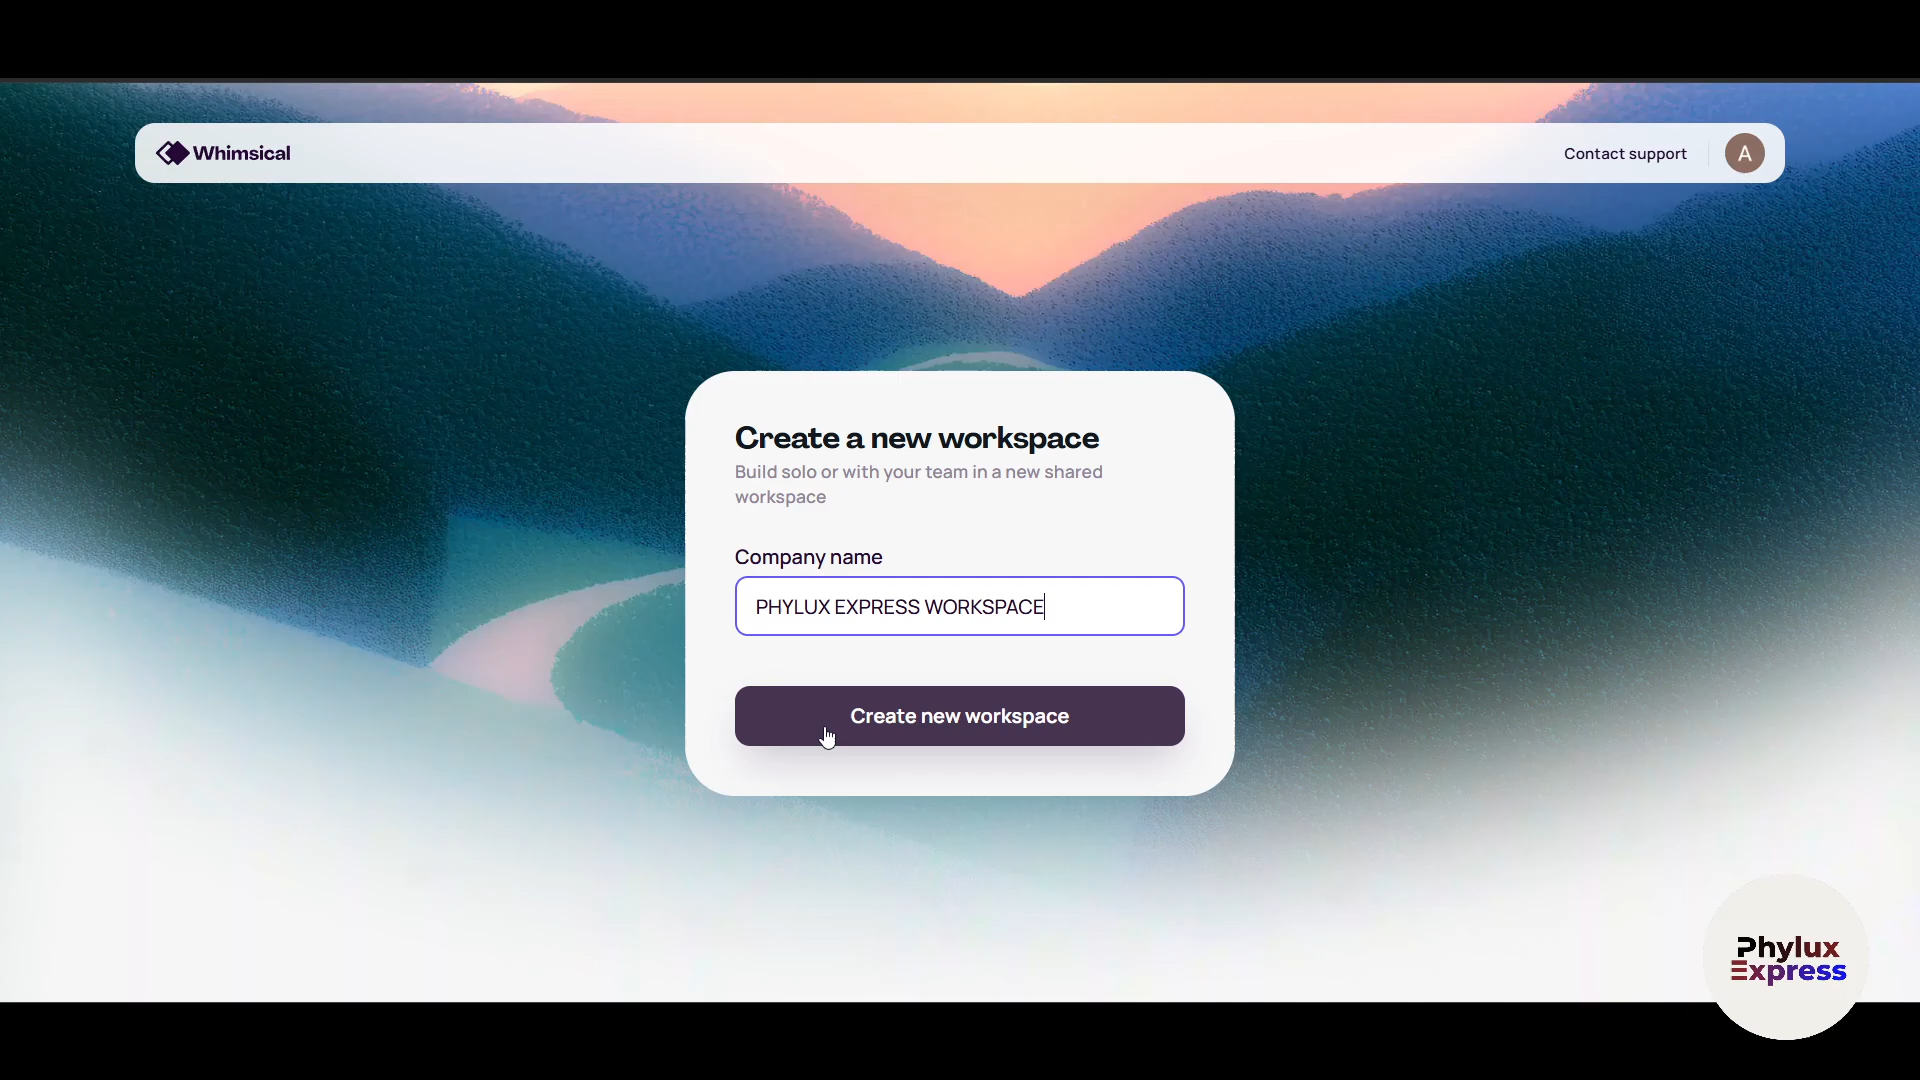 Whimsical
Contact support
A
Create a new workspace
Build solo or with your team in a new shared
workspace
Company name
PHYLUX EXPRESS WORKSPACE
Create new workspace
Phylux
Express